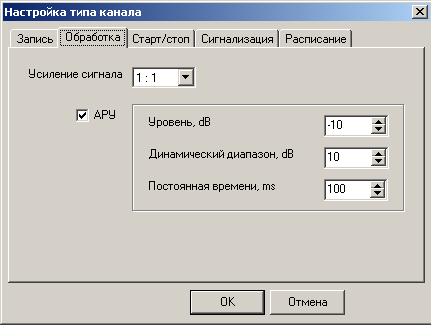 Настройка типа канала
Запись Обработка Старт/стоп Сигнализация Расписание
Усиление сигнала 1 : 1
АРУ
Уровень, dB -10
Динамический диапазон, dB 10
Постоянная времени, ms 100
OK Отмена